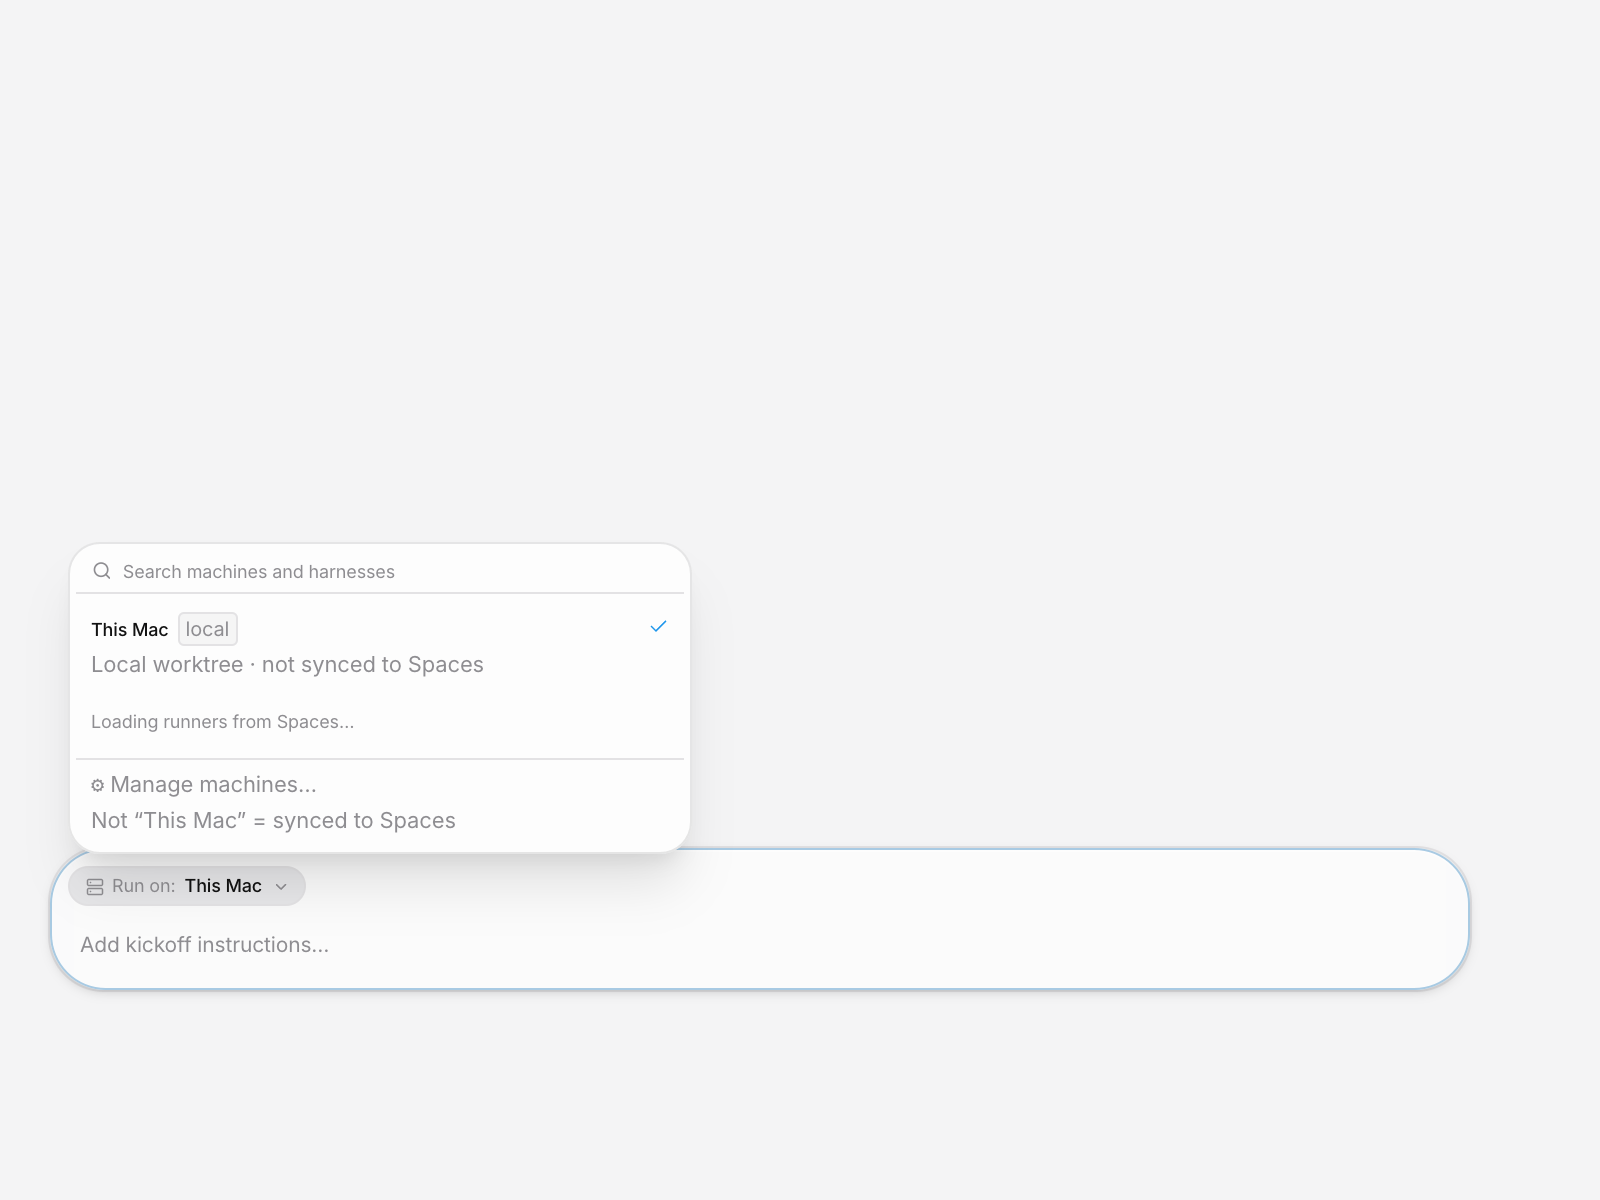 Search machines and harnesses
This Mac local
Local worktree · not synced to Spaces
Loading runners from Spaces...
⚙ Manage machines...
Not “This Mac” = synced to Spaces
Run on: This Mac
Add kickoff instructions...